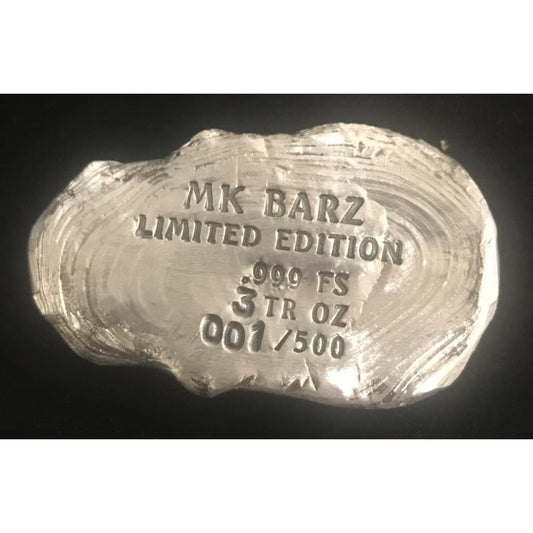 MK BARZ
LIMITED EDITION
.999 FS
3 TR OZ
001/500